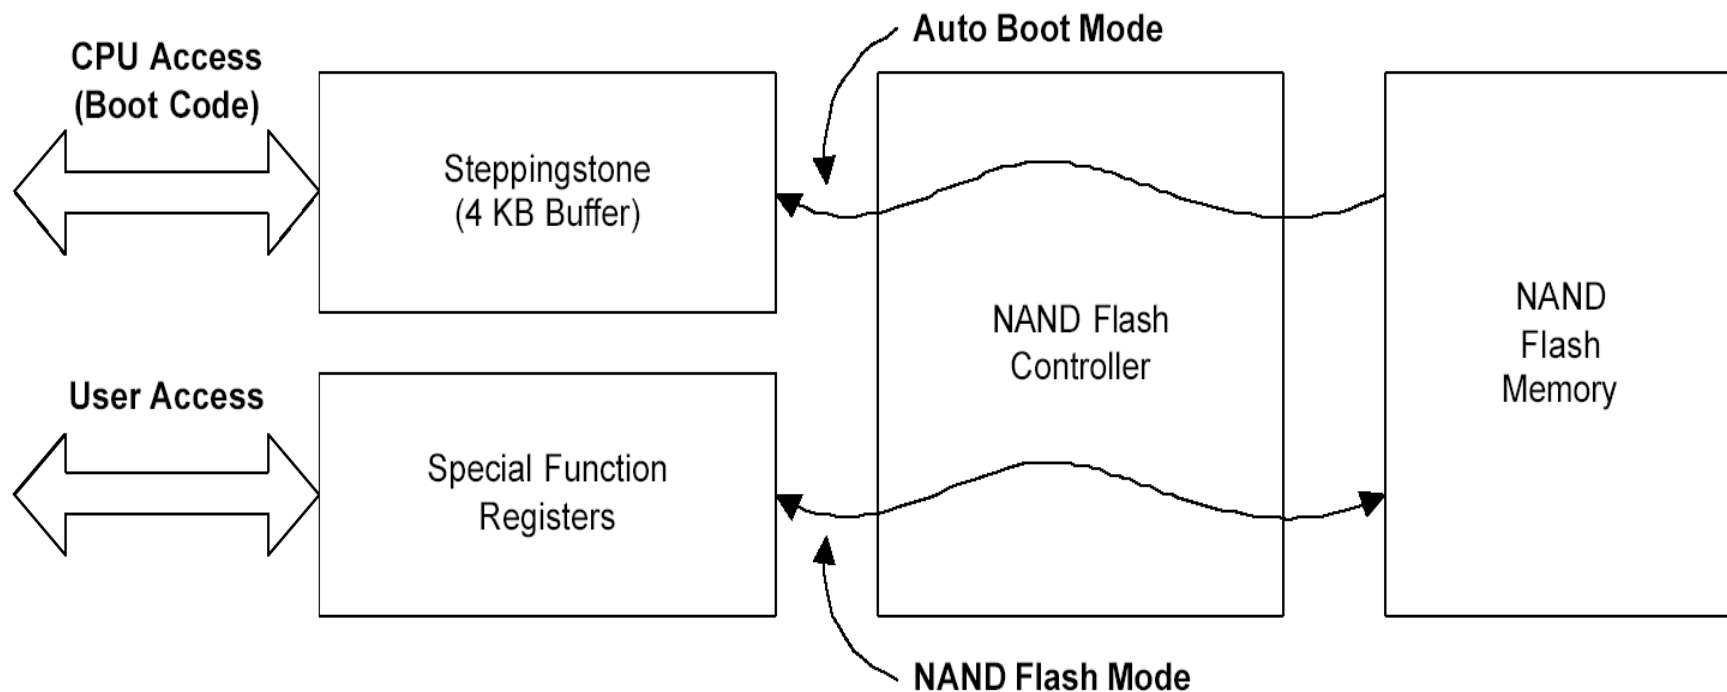 Auto Boot Mode
CPU Access
(Boot Code)
Steppingstone
(4 KB Buffer)
NAND Flash
Controller
NAND
Flash
Memory
User Access
Special Function
Registers
NAND Flash Mode